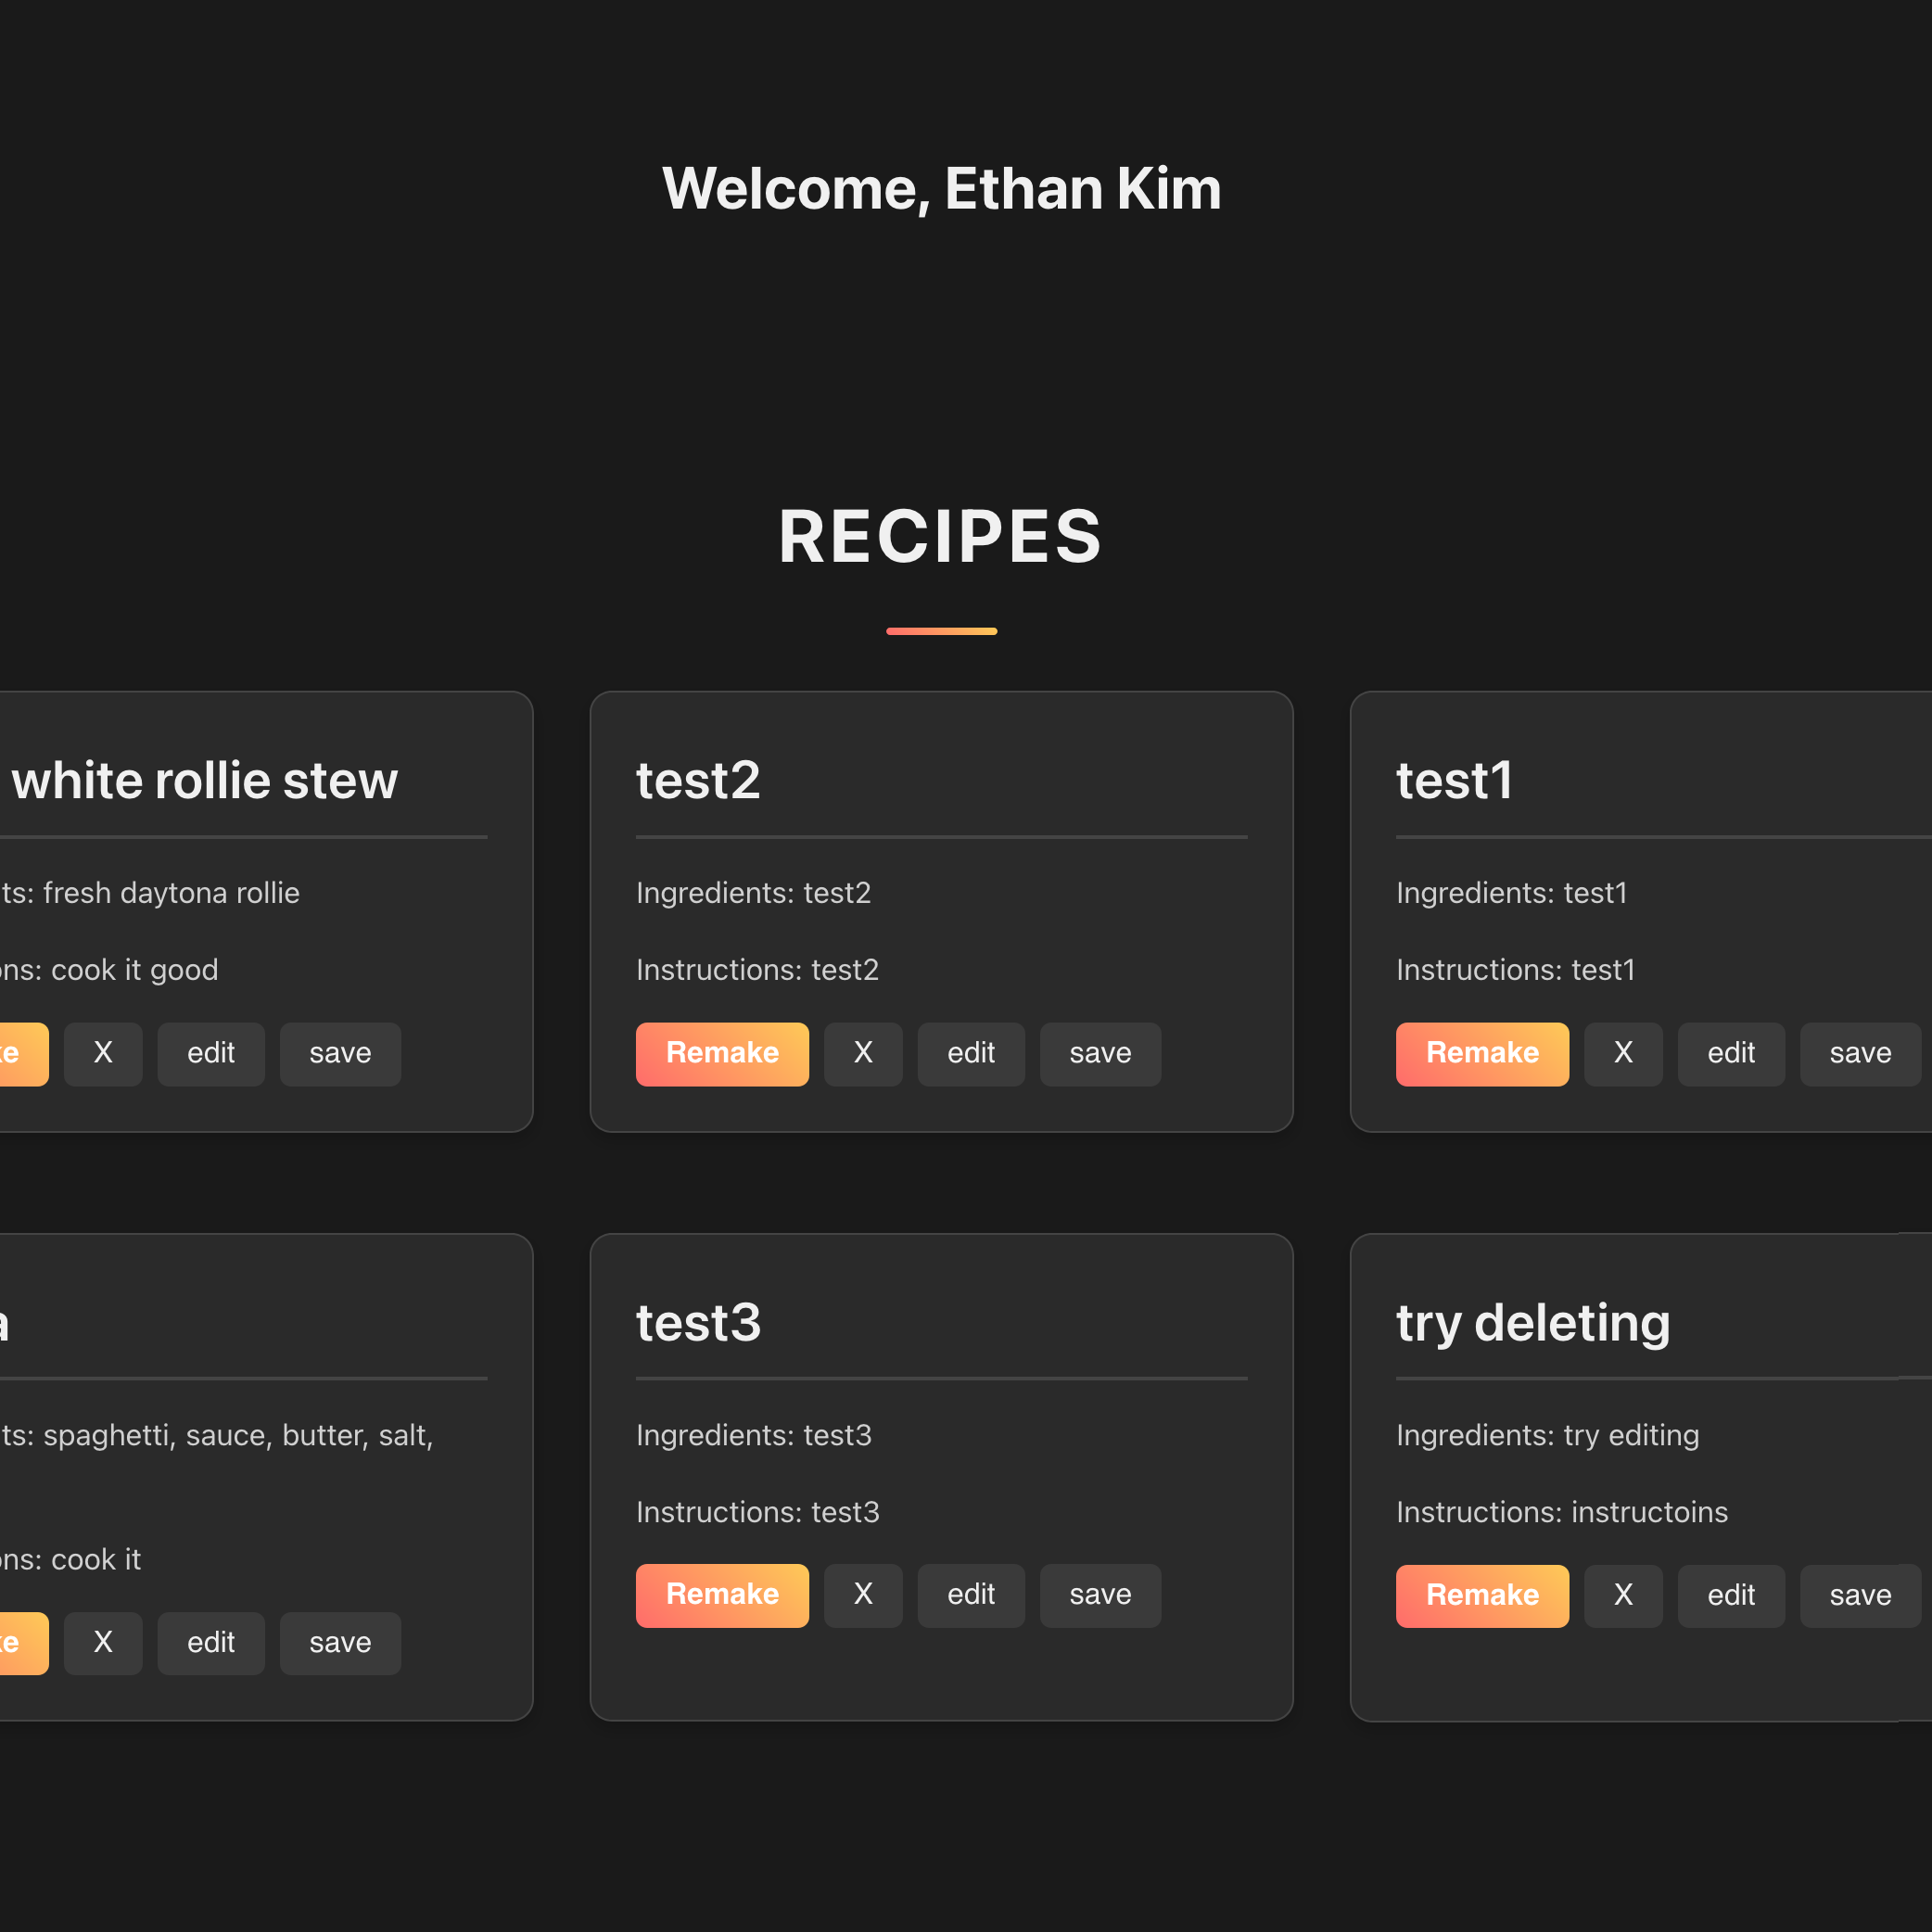 Welcome, Ethan Kim
RECIPES
white rollie stew
ts: fresh daytona rollie
ns: cook it good
X edit save
test2
Ingredients: test2
Instructions: test2
Remake X edit save
test1
Ingredients: test1
Instructions: test1
Remake X edit save
ts: spaghetti, sauce, butter, salt,
ns: cook it
X edit save
test3
Ingredients: test3
Instructions: test3
Remake X edit save
try deleting
Ingredients: try editing
Instructions: instructoins
Remake X edit save